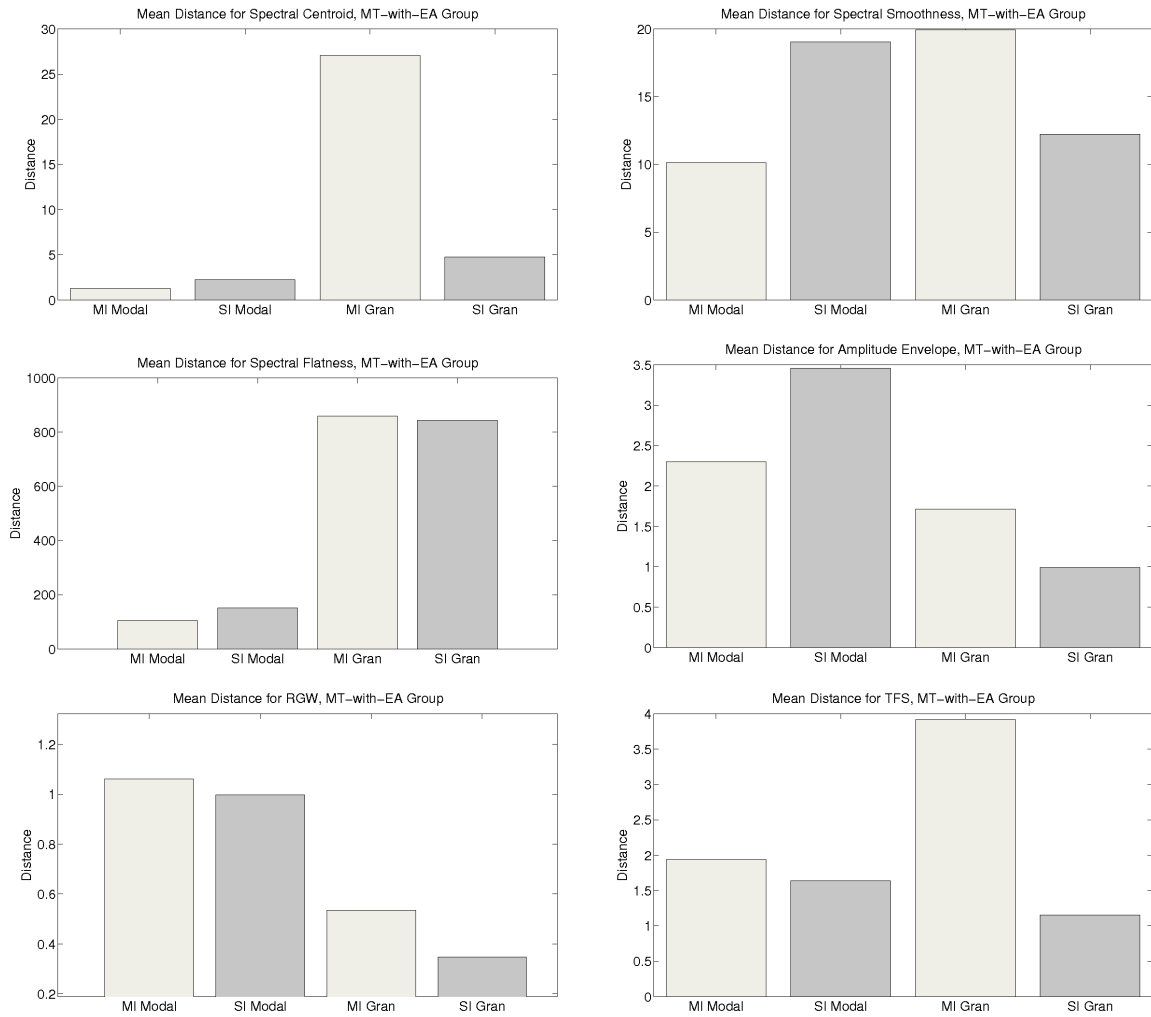 Mean Distance for Spectral Centroid, MT−with−EA Group
30
25
20
15
10
5
0
Distance
MI Modal SI Modal MI Gran SI Gran
Mean Distance for Spectral Smoothness, MT−with−EA Group
20
15
10
5
0
Distance
MI Modal SI Modal MI Gran SI Gran
Mean Distance for Spectral Flatness, MT−with−EA Group
1000
800
600
400
200
0
Distance
MI Modal SI Modal MI Gran SI Gran
Mean Distance for Amplitude Envelope, MT−with−EA Group
3.5
3
2.5
2
1.5
1
0.5
0
Distance
MI Modal SI Modal MI Gran SI Gran
Mean Distance for RGW, MT−with−EA Group
1.2
1
0.8
0.6
0.4
0.2
Distance
MI Modal SI Modal MI Gran SI Gran
Mean Distance for TFS, MT−with−EA Group
4
3.5
3
2.5
2
1.5
1
0.5
0
Distance
MI Modal SI Modal MI Gran SI Gran